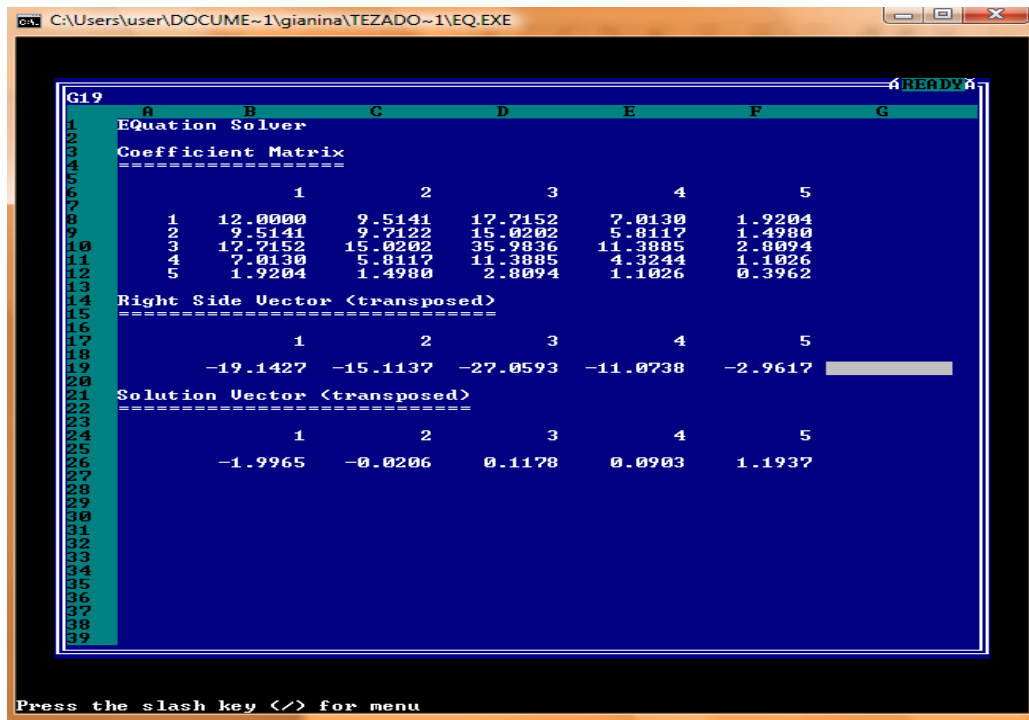 C:\Users\user\DOCUME~1\gianina\TEZADO~1\EQ.EXE
READY
G19
A B C D E F G
1 EQuation Solver
2
3 Coefficient Matrix
4 ==================
5
6 1 2 3 4 5
7
8 1 12.0000 9.5141 17.7152 7.0130 1.9204
9 2 9.5141 9.7122 15.0202 5.8117 1.4980
10 3 17.7152 15.0202 35.9836 11.3885 2.8094
11 4 7.0130 5.8117 11.3885 4.3244 1.1026
12 5 1.9204 1.4980 2.8094 1.1026 0.3962
13
14 Right Side Vector (transposed)
15 ==============================
16
17 1 2 3 4 5
18
19 -19.1427 -15.1137 -27.0593 -11.0738 -2.9617
20
21 Solution Vector (transposed)
22 ============================
23
24 1 2 3 4 5
25
26 -1.9965 -0.0206 0.1178 0.0903 1.1937
27
28
29
30
31
32
33
34
35
36
37
38
39
Press the slash key (/) for menu